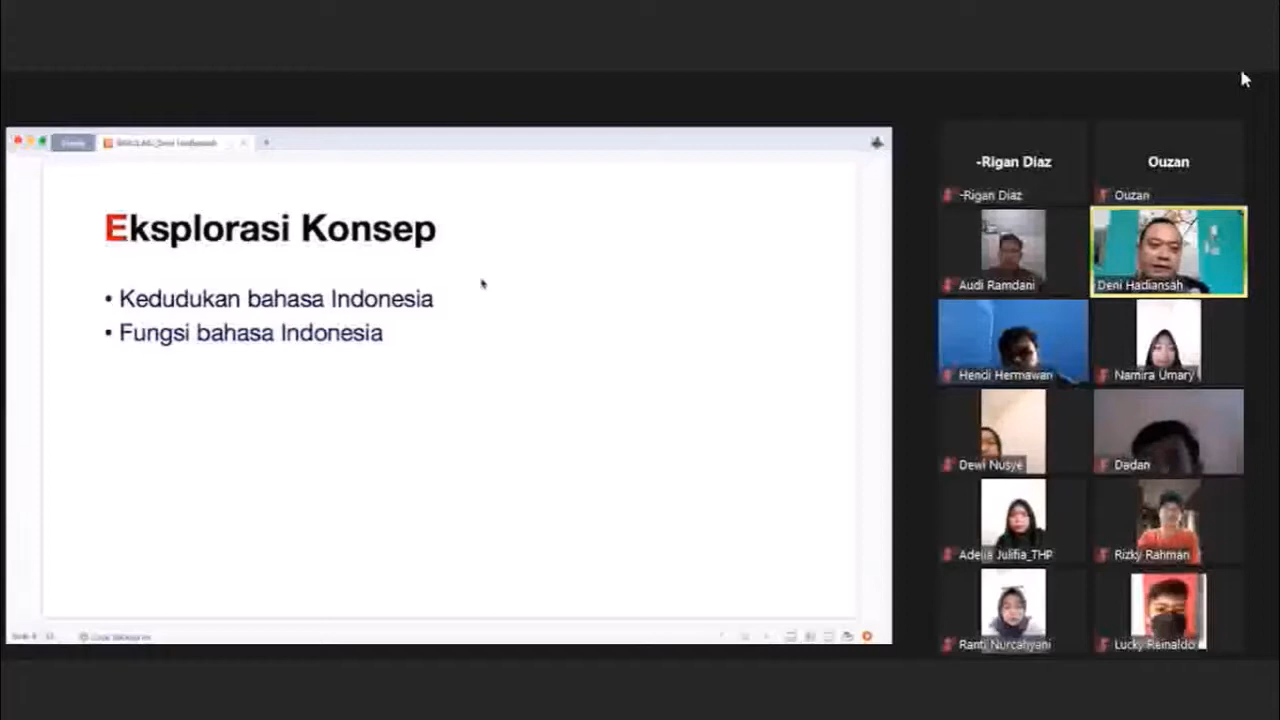 Eksplorasi Konsep
• Kedudukan bahasa Indonesia
• Fungsi bahasa Indonesia
-Rigan Diaz
Ouzan
-Rigan Diaz
Ouzan
Audi Ramdani
Deni Hadiansah
Hendi Hermawan
Namira Umary
Dewi Nusye
Dadan
Adelia Julifia_THP
Rizky Rahman
Ranti Nurcahyani
Lucky Reinaldo